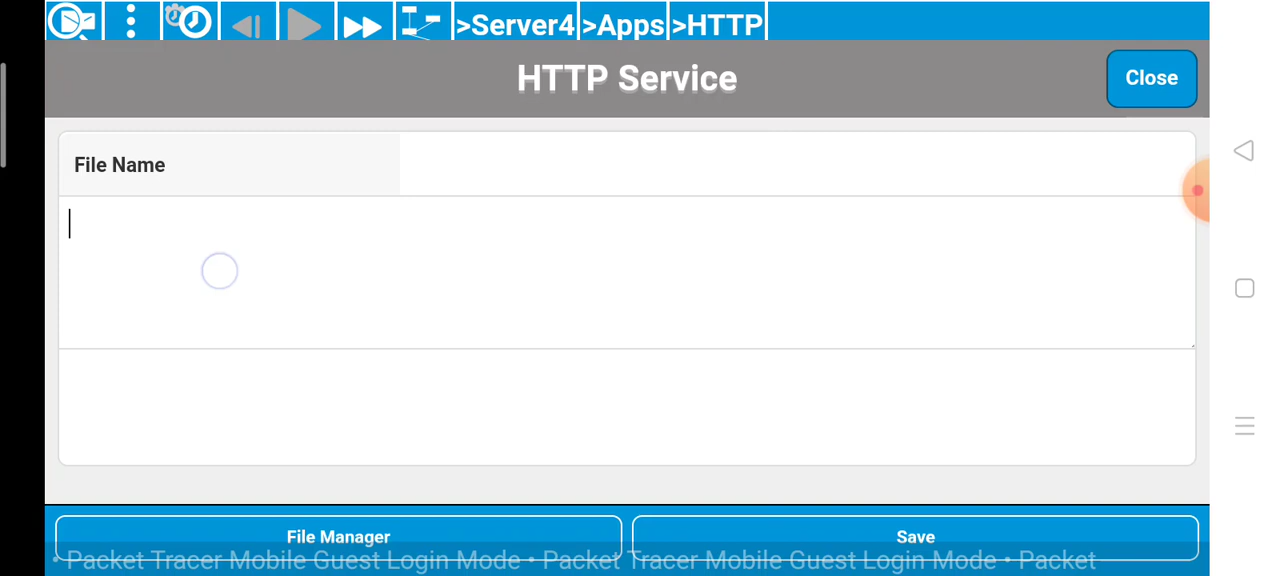 >Server4 >Apps >HTTP
HTTP Service
Close
File Name
File Manager
Save
• Packet Tracer Mobile Guest Login Mode • Packet Tracer Mobile Guest Login Mode • Packet